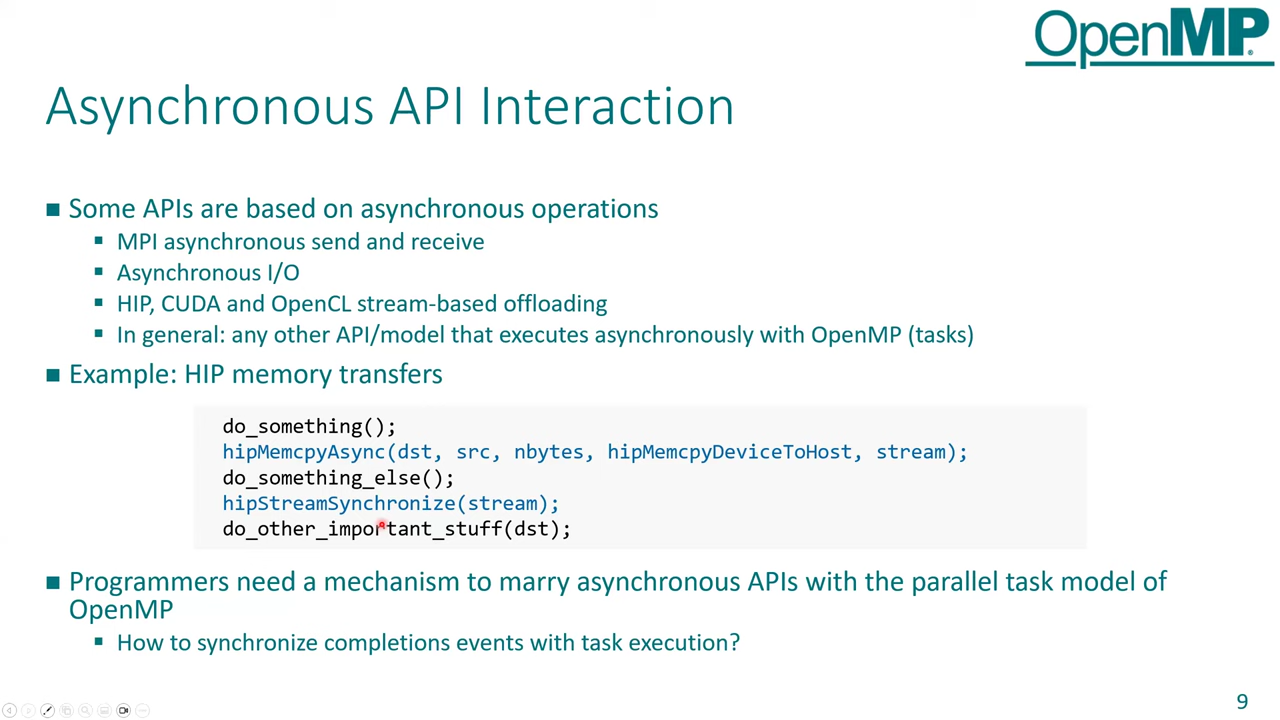 OpenMP®
Asynchronous API Interaction
Some APIs are based on asynchronous operations
MPI asynchronous send and receive
Asynchronous I/O
HIP, CUDA and OpenCL stream-based offloading
In general: any other API/model that executes asynchronously with OpenMP (tasks)
Example: HIP memory transfers
do_something();
hipMemcpyAsync(dst, src, nbytes, hipMemcpyDeviceToHost, stream);
do_something_else();
hipStreamSynchronize(stream);
do_other_important_stuff(dst);
Programmers need a mechanism to marry asynchronous APIs with the parallel task model of
OpenMP
How to synchronize completions events with task execution?
9